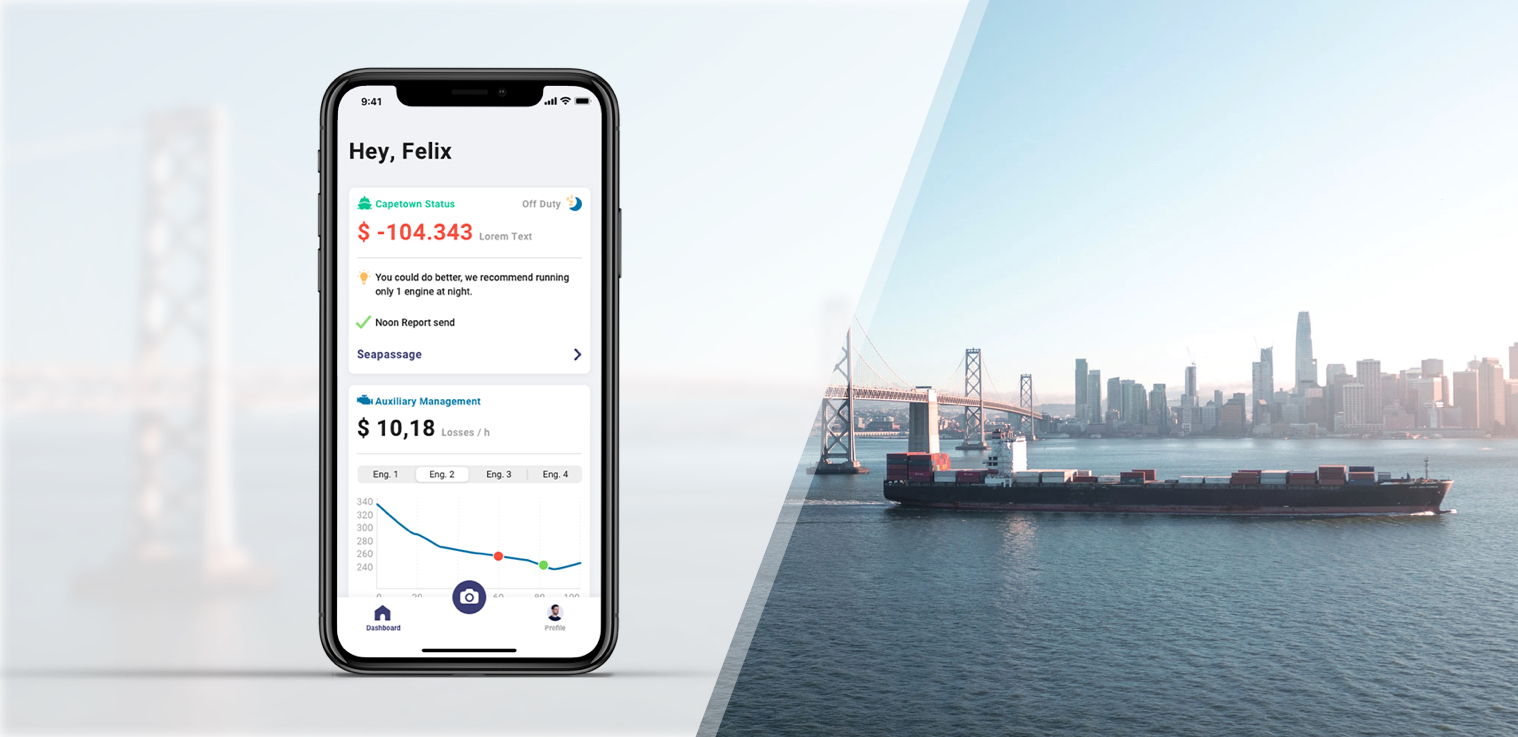 9:41
Hey, Felix
Capetown Status
Off Duty
$ -104.343 Lorem Text
You could do better, we recommend running
only 1 engine at night.
Noon Report send
Seapassage
Auxiliary Management
$ 10,18 Losses / h
Eng. 1 Eng. 2 Eng. 3 Eng. 4
340
320
300
280
260
240
0 20 60 80 100
Dashboard
Profile